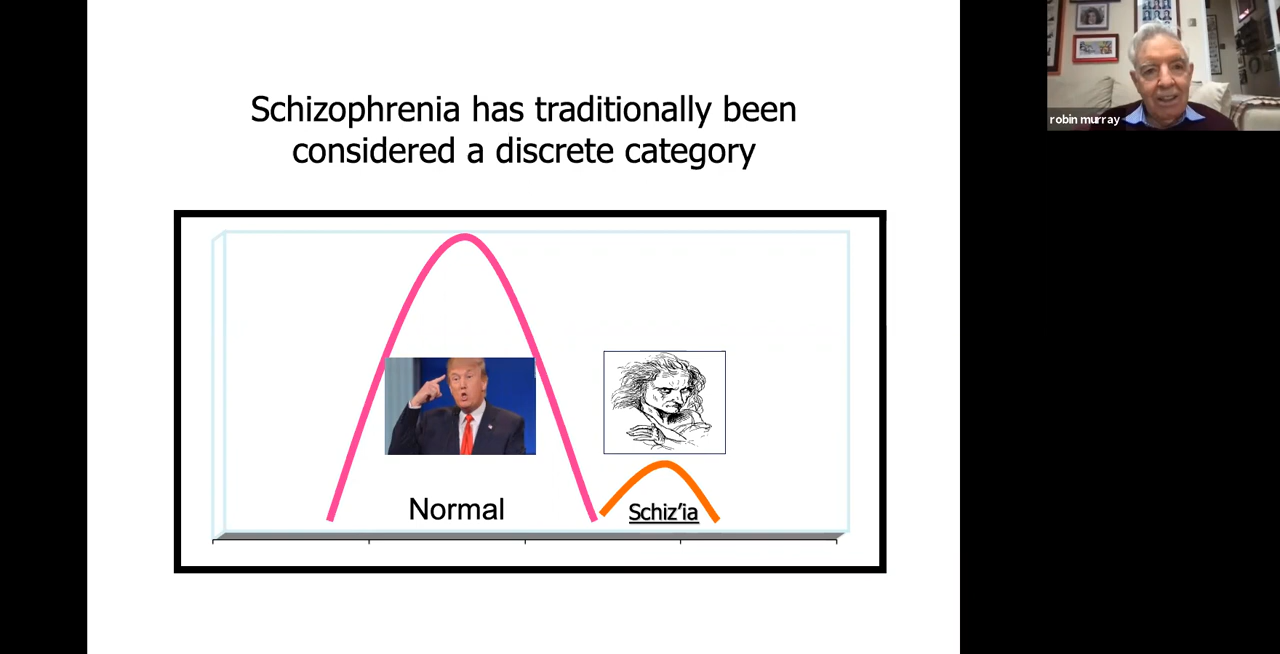 Schizophrenia has traditionally been
considered a discrete category
Normal
Schiz'ia
robin murray